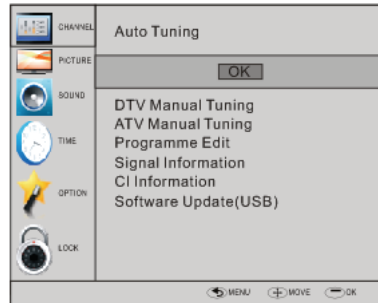 CHANNEL
PICTURE
SOUND
TIME
OPTION
LOCK
Auto Tuning
OK
DTV Manual Tuning
ATV Manual Tuning
Programme Edit
Signal Information
CI Information
Software Update(USB)
MENU MOVE OK